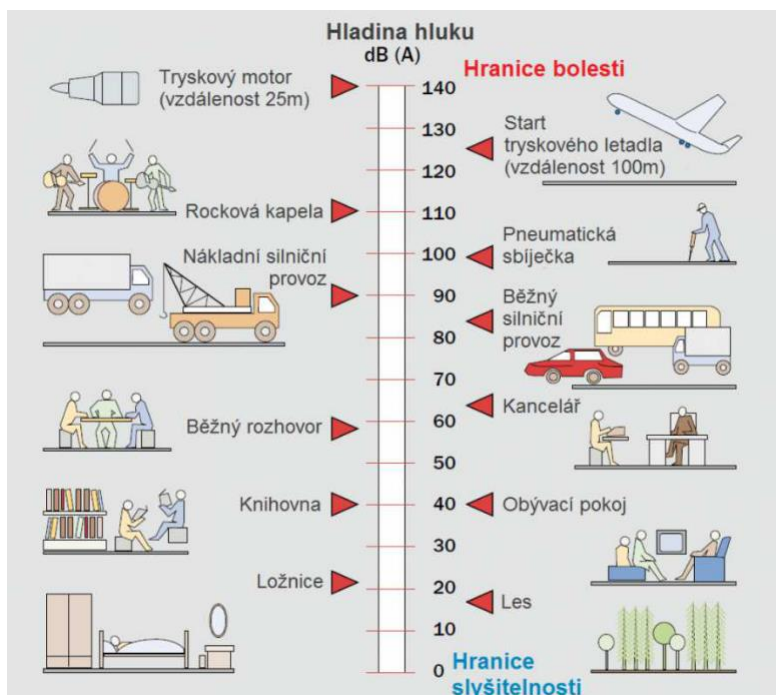 Hladina hluku
dB (A)
Hranice bolesti
Tryskový motor
(vzdálenost 25m)
140
130
Start
tryskového letadla
(vzdálenost 100m)
120
Rocková kapela
110
100
Pneumatická
sbíječka
Nákladní silniční
provoz
90
Běžný
silniční
provoz
80
70
Kancelář
60
Běžný rozhovor
50
Knihovna
40
Obývací pokoj
30
Ložnice
20
Les
10
0
Hranice
slyšitelnosti